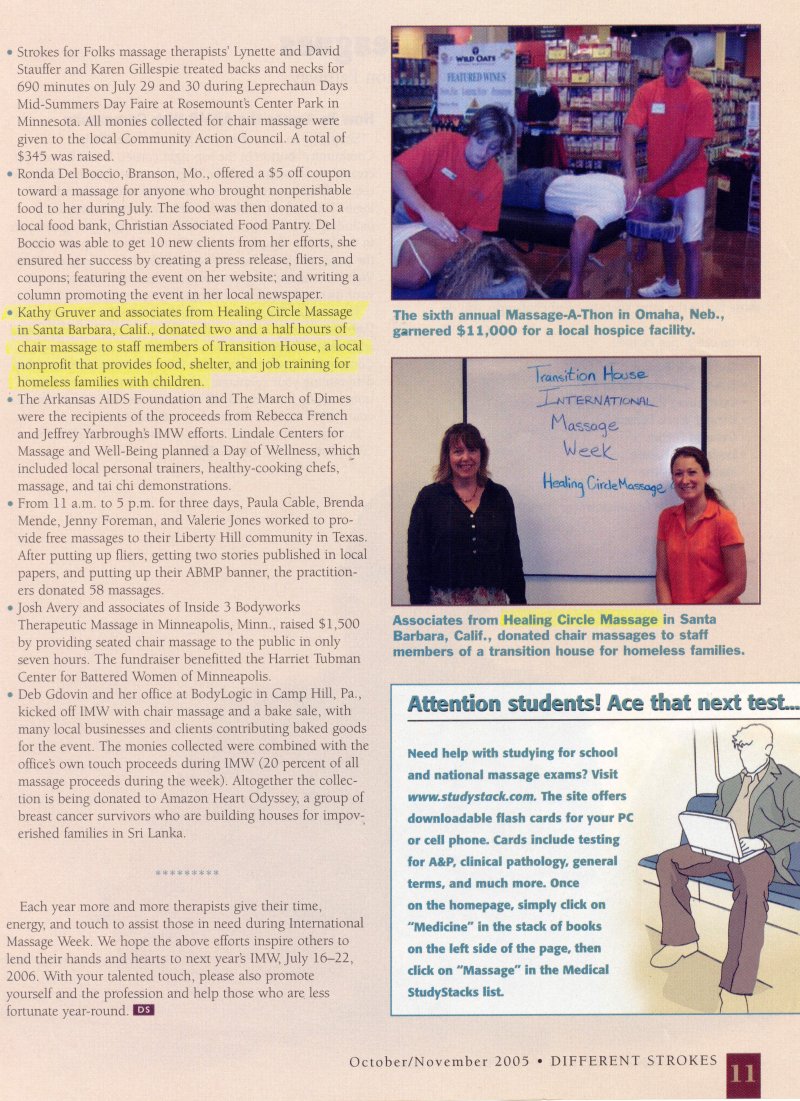 • Strokes for Folks massage therapists' Lynette and David
Stauffer and Karen Gillespie treated backs and necks for
690 minutes on July 29 and 30 during Leprechaun Days
Mid-Summers Day Faire at Rosemount's Center Park in
Minnesota. All monies collected for chair massage were
given to the local Community Action Council. A total of
$345 was raised.
• Ronda Del Boccio, Branson, Mo., offered a $5 off coupon
toward a massage for anyone who brought nonperishable
food to her during July. The food was then donated to a
local food bank, Christian Associated Food Pantry. Del
Boccio was able to get 10 new clients from her efforts, she
ensured her success by creating a press release, fliers, and
coupons; featuring the event on her website; and writing a
column promoting the event in her local newspaper.
• Kathy Gruver and associates from Healing Circle Massage
in Santa Barbara, Calif., donated two and a half hours of
chair massage to staff members of Transition House, a local
nonprofit that provides food, shelter, and job training for
homeless families with children.
• The Arkansas AIDS Foundation and The March of Dimes
were the recipients of the proceeds from Rebecca French
and Jeffrey Yarbrough's IMW efforts. Lindale Centers for
Massage and Well-Being planned a Day of Wellness, which
included local personal trainers, healthy-cooking chefs,
massage, and tai chi demonstrations.
• From 11 a.m. to 5 p.m. for three days, Paula Cable, Brenda
Mende, Jenny Foreman, and Valerie Jones worked to pro-
vide free massages to their Liberty Hill community in Texas.
After putting up fliers, getting two stories published in local
papers, and putting up their ABMP banner, the practition-
ers donated 58 massages.
• Josh Avery and associates of Inside 3 Bodyworks
Therapeutic Massage in Minneapolis, Minn., raised $1,500
by providing seated chair massage to the public in only
seven hours. The fundraiser benefitted the Harriet Tubman
Center for Battered Women of Minneapolis.
• Deb Gdovin and her office at BodyLogic in Camp Hill, Pa.,
kicked off IMW with chair massage and a bake sale, with
many local businesses and clients contributing baked goods
for the event. The monies collected were combined with the
office's own touch proceeds during IMW (20 percent of all
massage proceeds during the week). Altogether the collec-
tion is being donated to Amazon Heart Odyssey, a group of
breast cancer survivors who are building houses for impov-
erished families in Sri Lanka.
*********
Each year more and more therapists give their time,
energy, and touch to assist those in need during International
Massage Week. We hope the above efforts inspire others to
lend their hands and hearts to next year's IMW, July 16–22,
2006. With your talented touch, please also promote
yourself and the profession and help those who are less
fortunate year-round. DS
WILD OATS
FEATURED WINES
The sixth annual Massage-A-Thon in Omaha, Neb.,
garnered $11,000 for a local hospice facility.
Transition House
INTERNATIONAL
Massage
Week
Healing Circle Massage
Associates from Healing Circle Massage in Santa
Barbara, Calif., donated chair massages to staff
members of a transition house for homeless families.
Attention students! Ace that next test...
Need help with studying for school
and national massage exams? Visit
www.studystack.com. The site offers
downloadable flash cards for your PC
or cell phone. Cards include testing
for A&P, clinical pathology, general
terms, and much more. Once
on the homepage, simply click on
"Medicine" in the stack of books
on the left side of the page, then
click on "Massage" in the Medical
StudyStacks list.
October/November 2005 • DIFFERENT STROKES 11